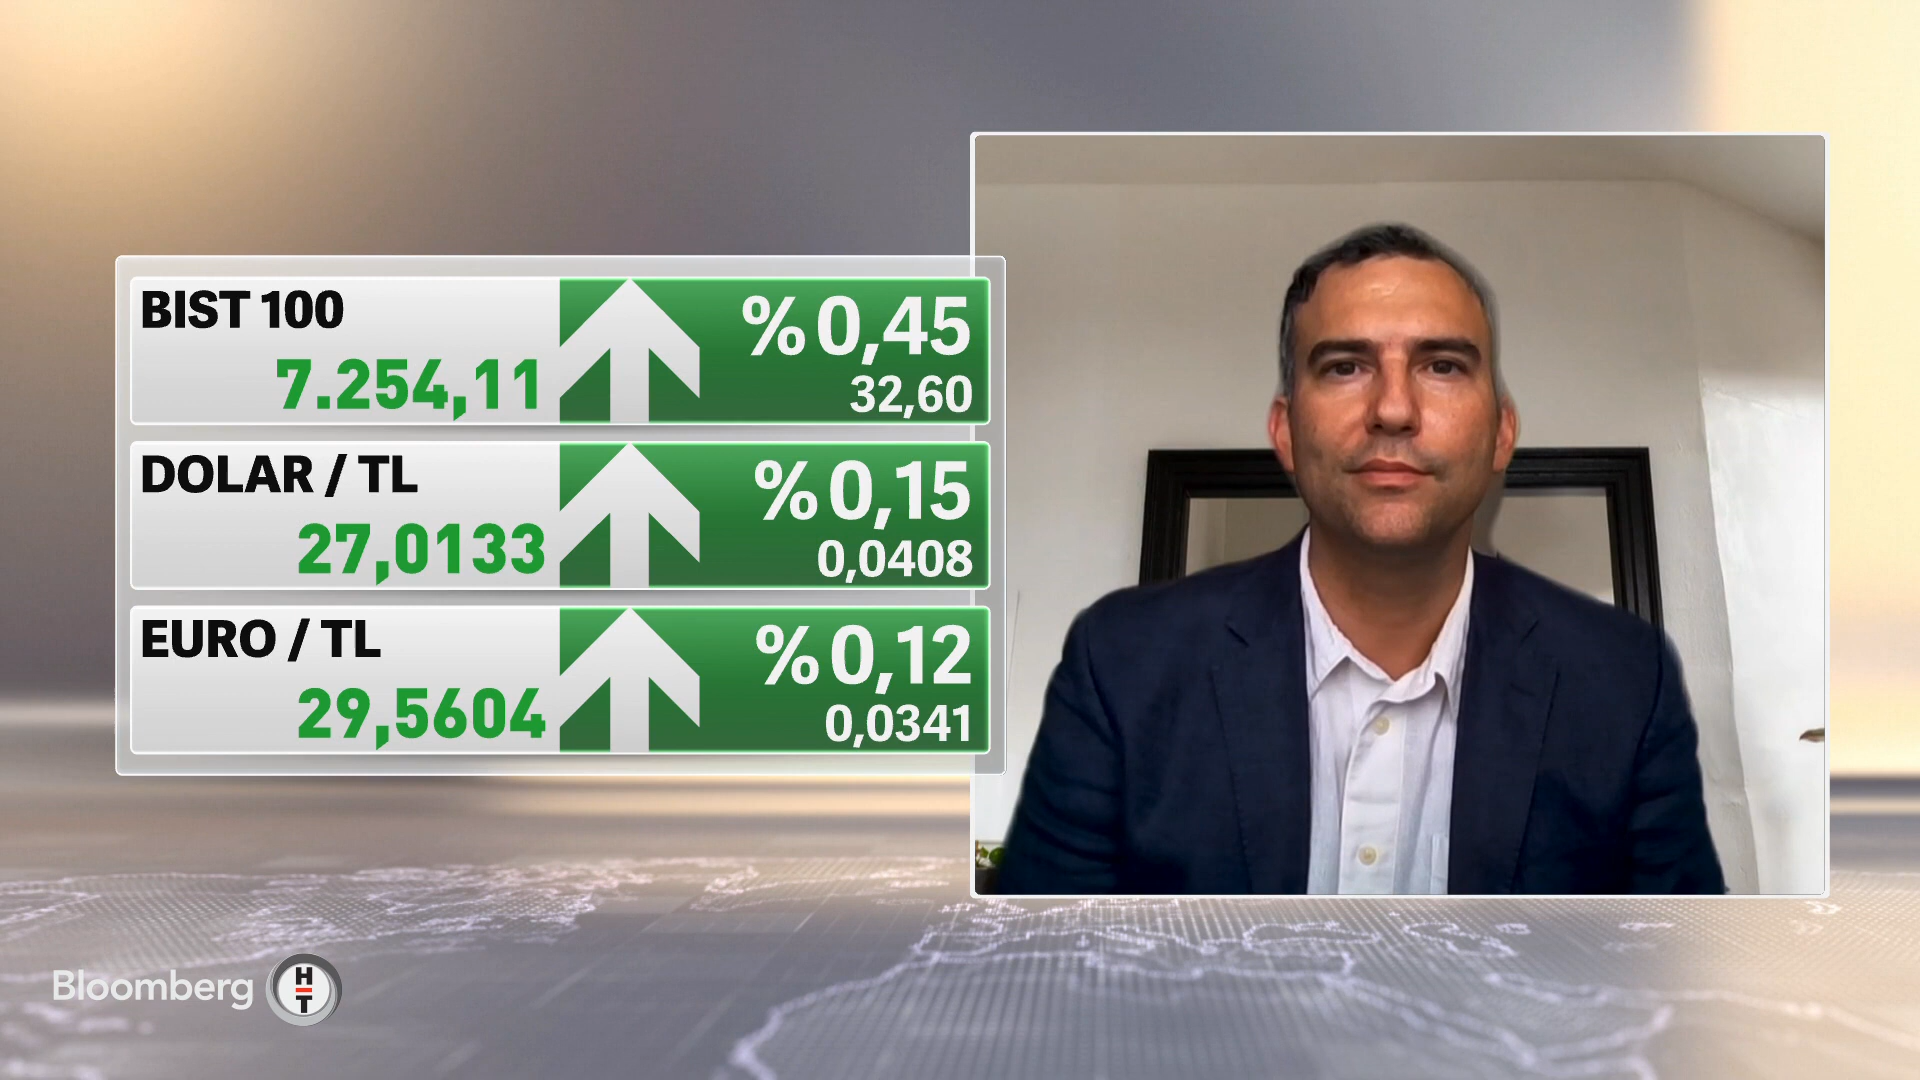 BIST 100
7.254,11
%0,45
32,60
DOLAR / TL
27,0133
%0,15
0,0408
EURO / TL
29,5604
%0,12
0,0341
Bloomberg HT